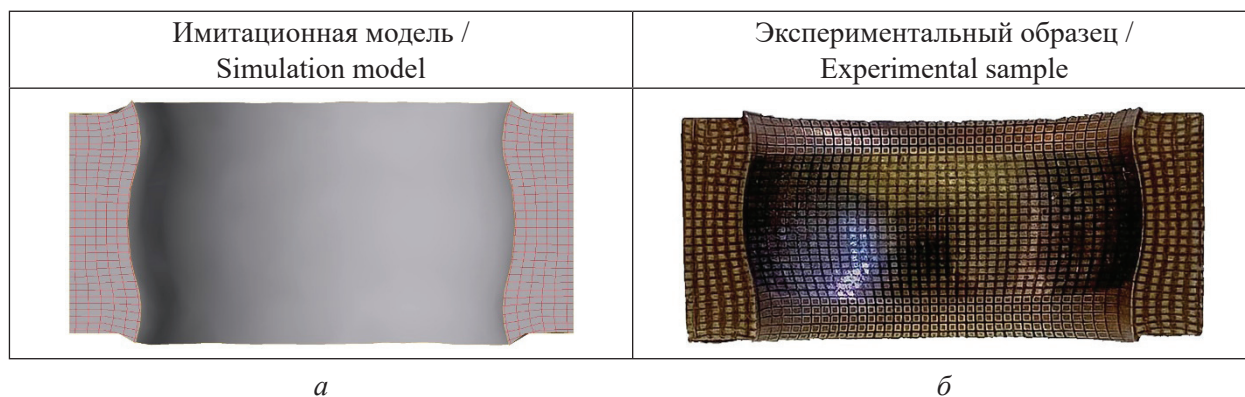 Имитационная модель /
Simulation model
Экспериментальный образец /
Experimental sample
а
б